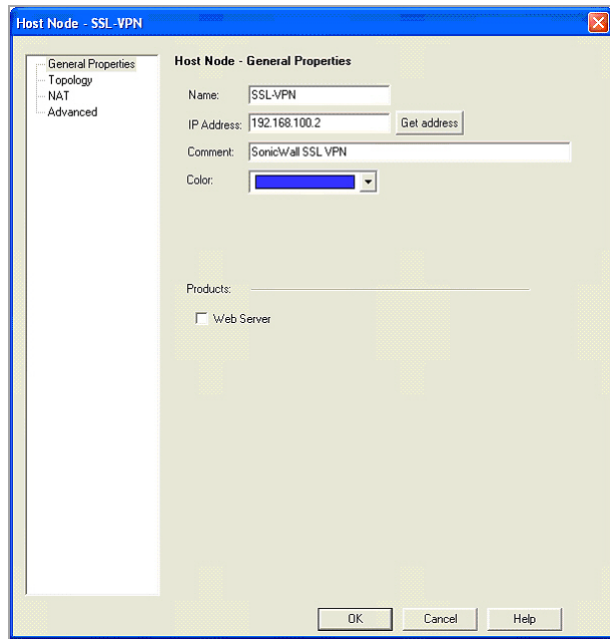 Host Node - SSL-VPN
General Properties
Topology
NAT
Advanced
Host Node - General Properties
Name: SSL-VPN
IP Address: 192.168.100.2 Get address
Comment: SonicWall SSL VPN
Color:
Products:
Web Server
OK Cancel Help